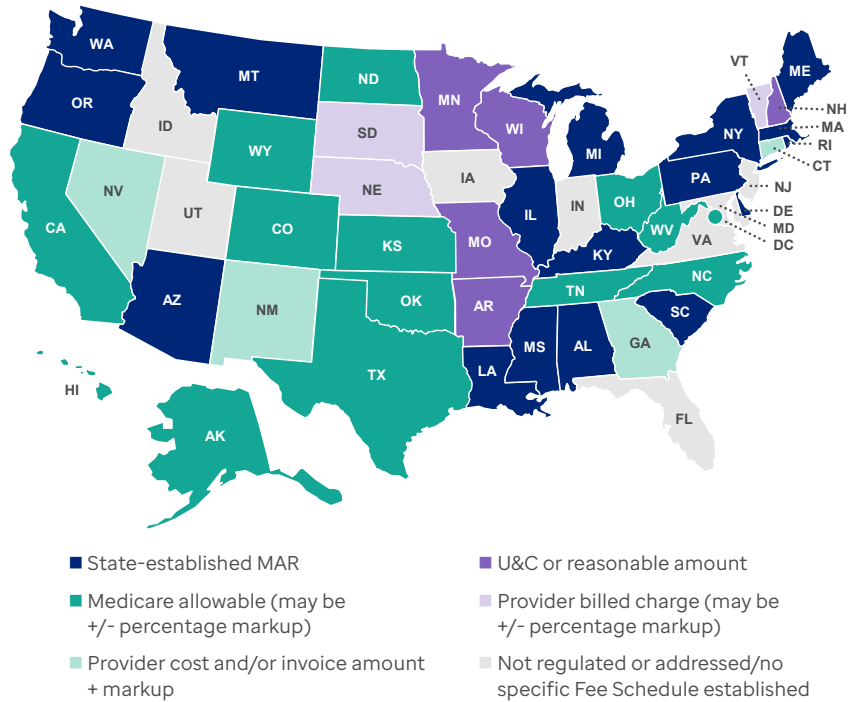 WA
MT
ND
MN
VT
ME
OR
ID
SD
WI
MI
NY
NH
MA
RI
CT
WY
NE
IA
PA
NJ
NV
UT
CO
IL
IN
OH
WV
VA
DE
MD
DC
CA
KS
MO
KY
AZ
NM
OK
AR
TN
NC
SC
TX
LA
MS
AL
GA
HI
AK
FL
State-established MAR
Medicare allowable (may be
+/- percentage markup)
Provider cost and/or invoice amount
+ markup
U&C or reasonable amount
Provider billed charge (may be
+/- percentage markup)
Not regulated or addressed/no
specific Fee Schedule established